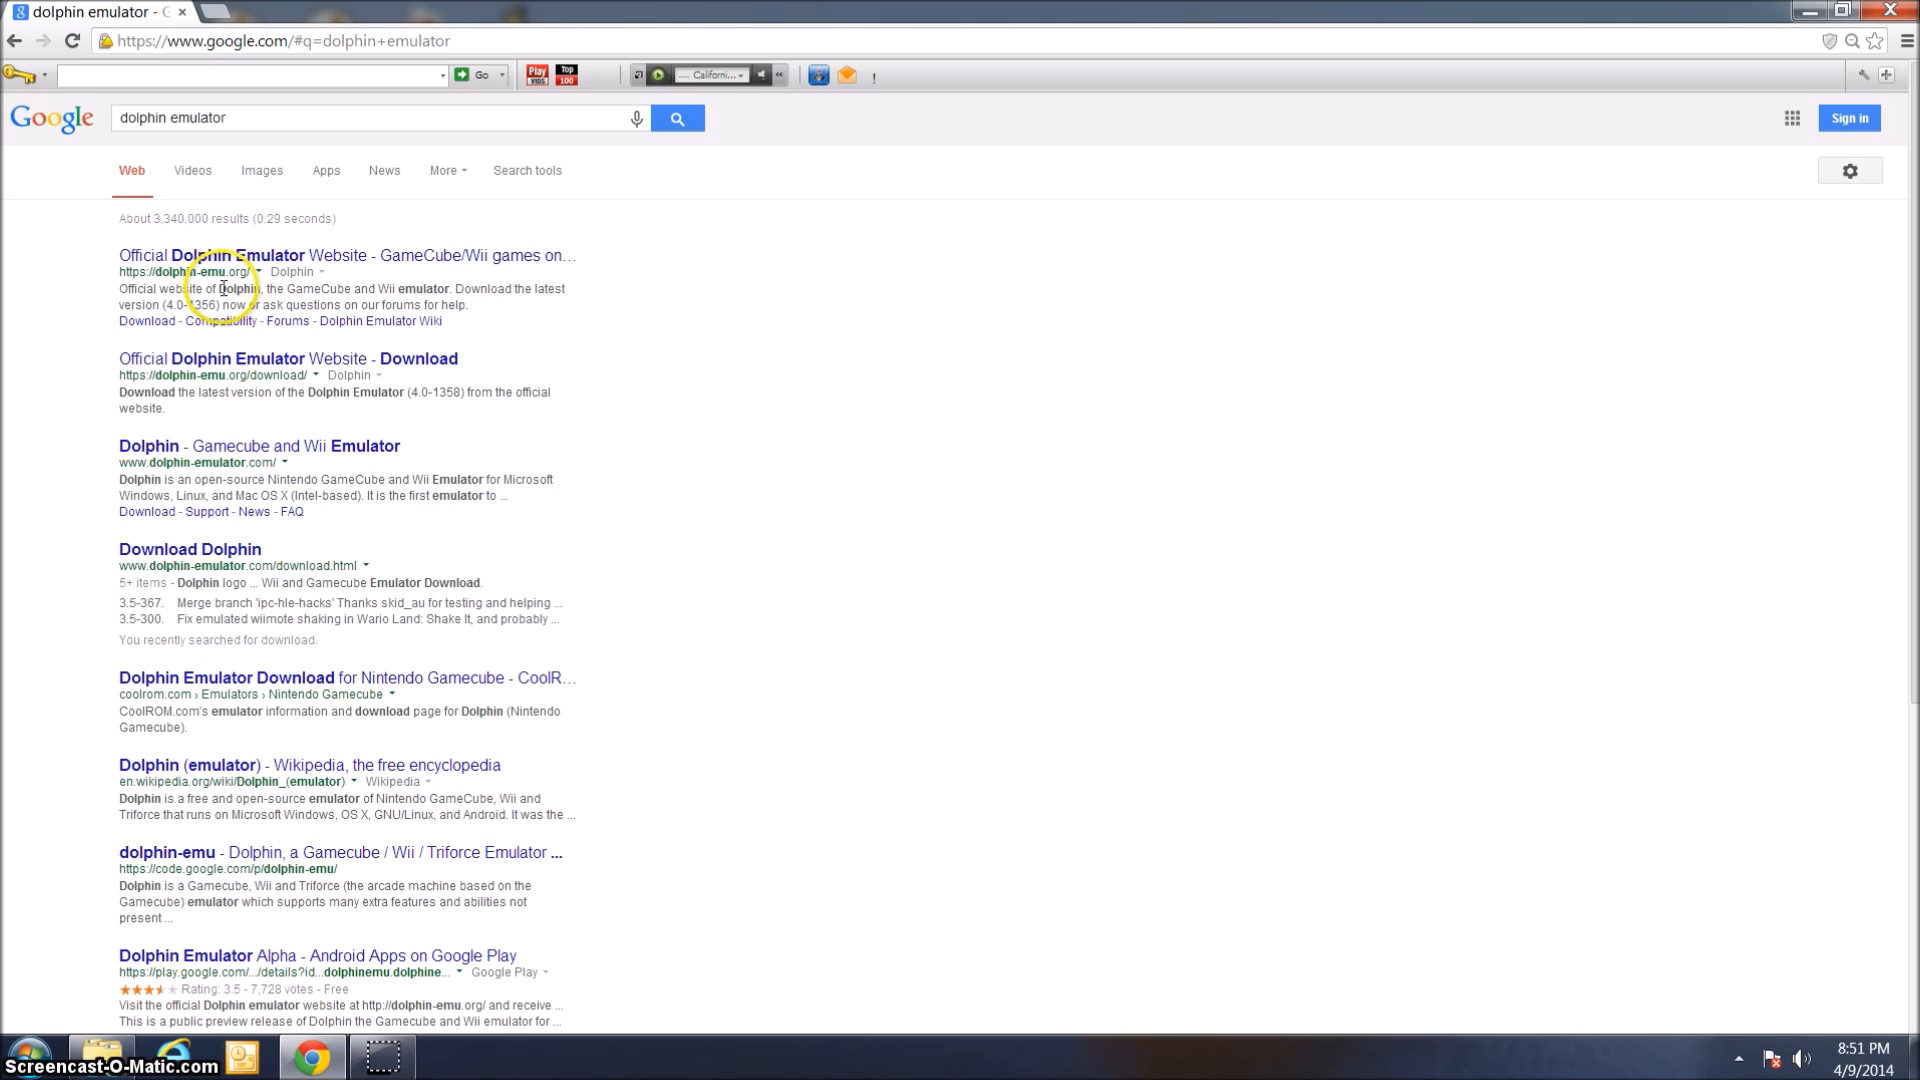 dolphin emulator - G
https://www.google.com/#q=dolphin+emulator
Go
Play VIDS
Top 100
..... Californi...
!
Google
dolphin emulator
Sign in
Web Videos Images Apps News More Search tools
About 3,340,000 results (0.29 seconds)
Official Dolphin Emulator Website - GameCube/Wii games on...
https://dolphin-emu.org/ Dolphin
Official website of Dolphin, the GameCube and Wii emulator. Download the latest
version (4.0-1356) now or ask questions on our forums for help.
Download - Compatibility - Forums - Dolphin Emulator Wiki
Official Dolphin Emulator Website - Download
https://dolphin-emu.org/download/ Dolphin
Download the latest version of the Dolphin Emulator (4.0-1358) from the official
website.
Dolphin - Gamecube and Wii Emulator
www.dolphin-emulator.com/
Dolphin is an open-source Nintendo GameCube and Wii Emulator for Microsoft
Windows, Linux, and Mac OS X (Intel-based). It is the first emulator to ...
Download - Support - News - FAQ
Download Dolphin
www.dolphin-emulator.com/download.html
5+ items - Dolphin logo ... Wii and Gamecube Emulator Download.
3.5-367. Merge branch 'ipc-hle-hacks' Thanks skid_au for testing and helping ...
3.5-300. Fix emulated wiimote shaking in Wario Land: Shake It, and probably ...
You recently searched for download.
Dolphin Emulator Download for Nintendo Gamecube - CoolR...
coolrom.com › Emulators › Nintendo Gamecube
CoolROM.com's emulator information and download page for Dolphin (Nintendo
Gamecube).
Dolphin (emulator) - Wikipedia, the free encyclopedia
en.wikipedia.org/wiki/Dolphin_(emulator) Wikipedia
Dolphin is a free and open-source emulator of Nintendo GameCube, Wii and
Triforce that runs on Microsoft Windows, OS X, GNU/Linux, and Android. It was the ...
dolphin-emu - Dolphin, a Gamecube / Wii / Triforce Emulator ...
https://code.google.com/p/dolphin-emu/
Dolphin is a Gamecube, Wii and Triforce (the arcade machine based on the
Gamecube) emulator which supports many extra features and abilities not
present ...
Dolphin Emulator Alpha - Android Apps on Google Play
https://play.google.com/.../details?id...dolphinemu.dolphine... Google Play
Rating: 3.5 - 7,728 votes - Free
Visit the official Dolphin emulator website at http://dolphin-emu.org/ and receive ...
This is a public preview release of Dolphin the Gamecube and Wii emulator for ...
Screencast-O-Matic.com
8:51 PM
4/9/2014